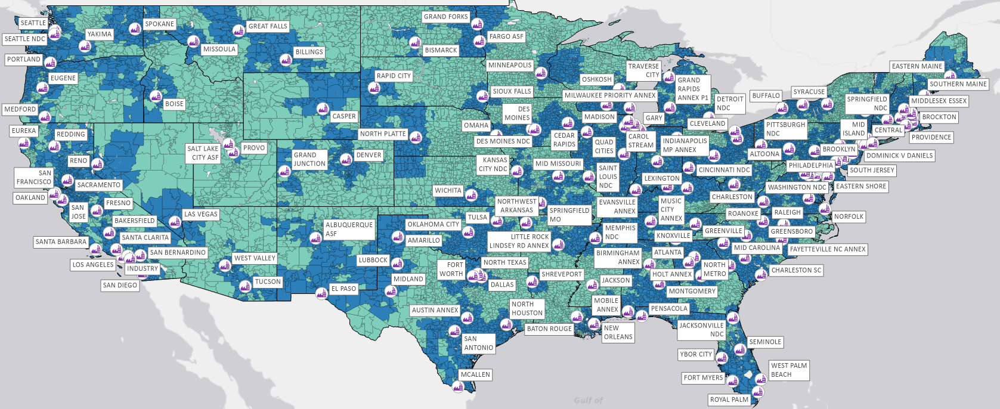 SEATTLE
SEATTLE NDC
YAKIMA
SPOKANE
GREAT FALLS
MISSOULA
BILLINGS
GRAND FORKS
FARGO ASF
BISMARCK
PORTLAND
EUGENE
BOISE
MEDFORD
EUREKA
REDDING
RENO
RAPID CITY
CASPER
MINNEAPOLIS
SIOUX FALLS
OSHKOSH
TRAVERSE
CITY
GRAND
RAPIDS
ANNEX P1
MILWAUKEE PRIORITY ANNEX
DETROIT
NDC
BUFFALO
SYRACUSE
EASTERN MAINE
SOUTHERN MAINE
SPRINGFIELD
NDC
MIDDLESEX ESSEX
BROCKTON
PROVIDENCE
CENTRAL
MID
ISLAND
DES
MOINES
OMAHA
DES MOINES NDC
NORTH PLATTE
MADISON
GARY
CLEVELAND
PITTSBURGH
NDC
CEDAR
RAPIDS
QUAD
CITIES
CAROL
STREAM
INDIANAPOLIS
MP ANNEX
ALTOONA
BROOKLYN
DOMINICK V DANIELS
PHILADELPHIA
SOUTH JERSEY
SALT LAKE
CITY ASF
PROVO
GRAND
JUNCTION
DENVER
SAN
FRANCISCO
SACRAMENTO
OAKLAND
SAN
JOSE
FRESNO
KANSAS
CITY NDC
MID MISSOURI
SAINT
LOUIS
NDC
LEXINGTON
CINCINNATI NDC
WASHINGTON NDC
EASTERN SHORE
WICHITA
NORTHWEST
ARKANSAS
SPRINGFIELD
MO
EVANSVILLE
ANNEX
MUSIC
CITY
ANNEX
CHARLESTON
ROANOKE
RALEIGH
NORFOLK
BAKERSFIELD
LAS VEGAS
SANTA BARBARA
SANTA CLARITA
SAN BERNARDINO
LOS ANGELES
INDUSTRY
SAN DIEGO
WEST VALLEY
TUCSON
ALBUQUERQUE
ASF
EL PASO
TULSA
OKLAHOMA CITY
AMARILLO
LITTLE ROCK
LINDSEY RD ANNEX
MEMPHIS
NDC
KNOXVILLE
GREENVILLE
GREENSBORO
MID CAROLINA
FAYETTEVILLE NC ANNEX
LUBBOCK
MIDLAND
FORT
WORTH
NORTH TEXAS
DALLAS
SHREVEPORT
BIRMINGHAM
ANNEX
ATLANTA
HOLT ANNEX
NORTH
METRO
CHARLESTON SC
JACKSON
MONTGOMERY
AUSTIN ANNEX
NORTH
HOUSTON
BATON ROUGE
MOBILE
ANNEX
PENSACOLA
NEW
ORLEANS
SAN
ANTONIO
MCALLEN
JACKSONVILLE
NDC
SEMINOLE
YBOR CITY
WEST PALM
BEACH
FORT MYERS
ROYAL PALM
Gulf of